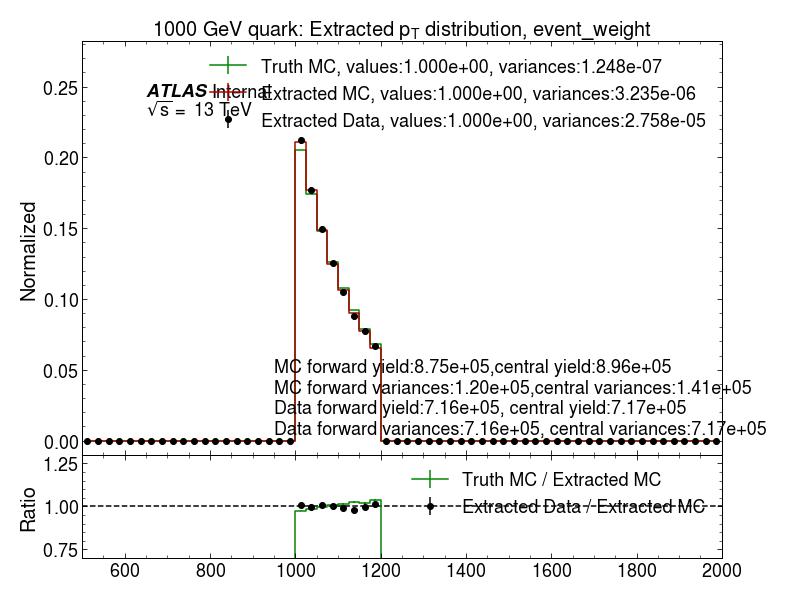 1000 GeV quark: Extracted pT distribution, event_weight
Truth MC, values:1.000e+00, variances:1.248e-07
ATLAS Internal
Extracted MC, values:1.000e+00, variances:3.235e-06
√s = 13 TeV
Extracted Data, values:1.000e+00, variances:2.758e-05
0.25
0.20
0.15
0.10
0.05
0.00
Normalized
MC forward yield:8.75e+05,central yield:8.96e+05
MC forward variances:1.20e+05,central variances:1.41e+05
Data forward yield:7.16e+05, central yield:7.17e+05
Data forward variances:7.16e+05, central variances:7.17e+05
1.25
1.00
0.75
Ratio
Truth MC / Extracted MC
Extracted Data / Extracted MC
600 800 1000 1200 1400 1600 1800 2000